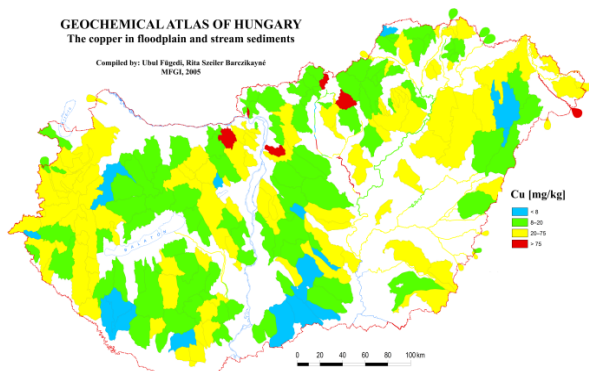 GEOCHEMICAL ATLAS OF HUNGARY
The copper in floodplain and stream sediments
Compiled by: Ubul Fügedi, Rita Szeiler Barczikayné
MFGI, 2005
BALATON
Cu [mg/kg]
< 8
8–20
20–75
> 75
0 20 40 60 80 100 km